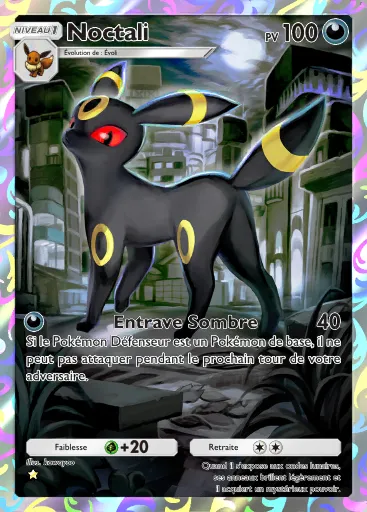 NIVEAU 1
Noctali
PV 100
Évolution de : Évoli
Entrave Sombre 40
Si le Pokémon Défenseur est un Pokémon de base, il ne
peut pas attaquer pendant le prochain tour de votre
adversaire.
Faiblesse +20
Retraite
Illus.
Quand il s'expose aux ondes lunaires,
ses anneaux brillent légèrement et
il acquiert un mystérieux pouvoir.